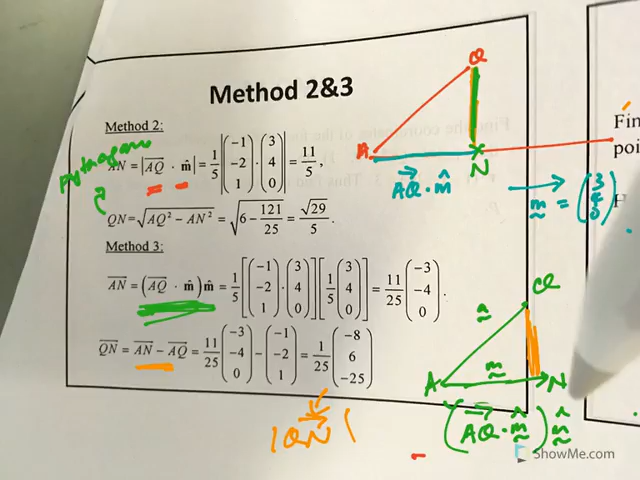 Method 2&3
Method 2:
AN = |AQ · m̂| = 1/5 |(-1 -2 1) · (3 4 0)| = 11/5,
QN = √(AQ² − AN²) = √(6 − 121/25) = √29/5.
Method 3:
AN = (AQ · m̂)m̂ = 1/5 [(-1 -2 1) · (3 4 0)] [1/5 (3 4 0)] = 11/25 (-3 -4 0).
QN = AN − AQ = 11/25 (-3 -4 0) − (-1 -2 1) = 1/25 (-8 6 -25)
Q
A
N
AQ · m̂
m = (3 4 0)
Fin
poi
H
Q
a
A
m
N
|QN|
(AQ · m̂) m̂
ShowMe.com